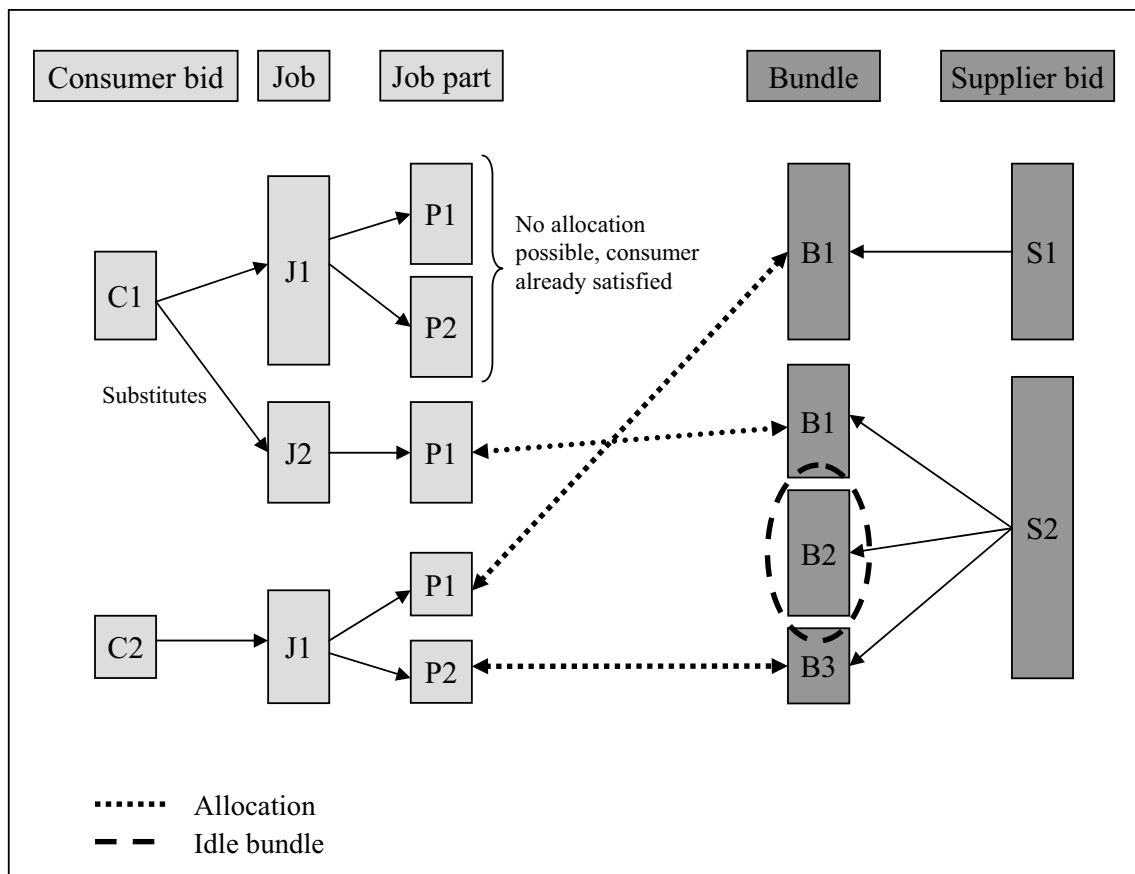 Consumer bid
Job
Job part
Bundle
Supplier bid
C1
Substitutes
J1
P1
P2
No allocation
possible, consumer
already satisfied
J2
P1
C2
J1
P1
P2
B1
S1
B1
B2
B3
S2
Allocation
Idle bundle